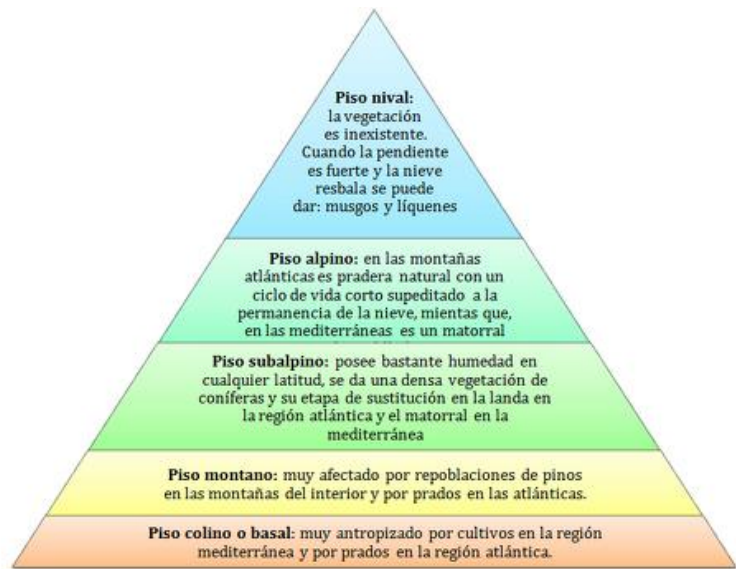 Piso nival:
la vegetación
es inexistente.
Cuando la pendiente
es fuerte y la nieve
resbala se puede
dar: musgos y líquenes
Piso alpino: en las montañas
atlánticas es pradera natural con un
ciclo de vida corto supeditado a la
permanencia de la nieve, mientas que,
en las mediterráneas es un matorral
Piso subalpino: posee bastante humedad en
cualquier latitud, se da una densa vegetación de
coníferas y su etapa de sustitución en la landa en
la región atlántica y el matorral en la
mediterránea
Piso montano: muy afectado por repoblaciones de pinos
en las montañas del interior y por prados en las atlánticas.
Piso colino o basal: muy antropizado por cultivos en la región
mediterránea y por prados en la región atlántica.